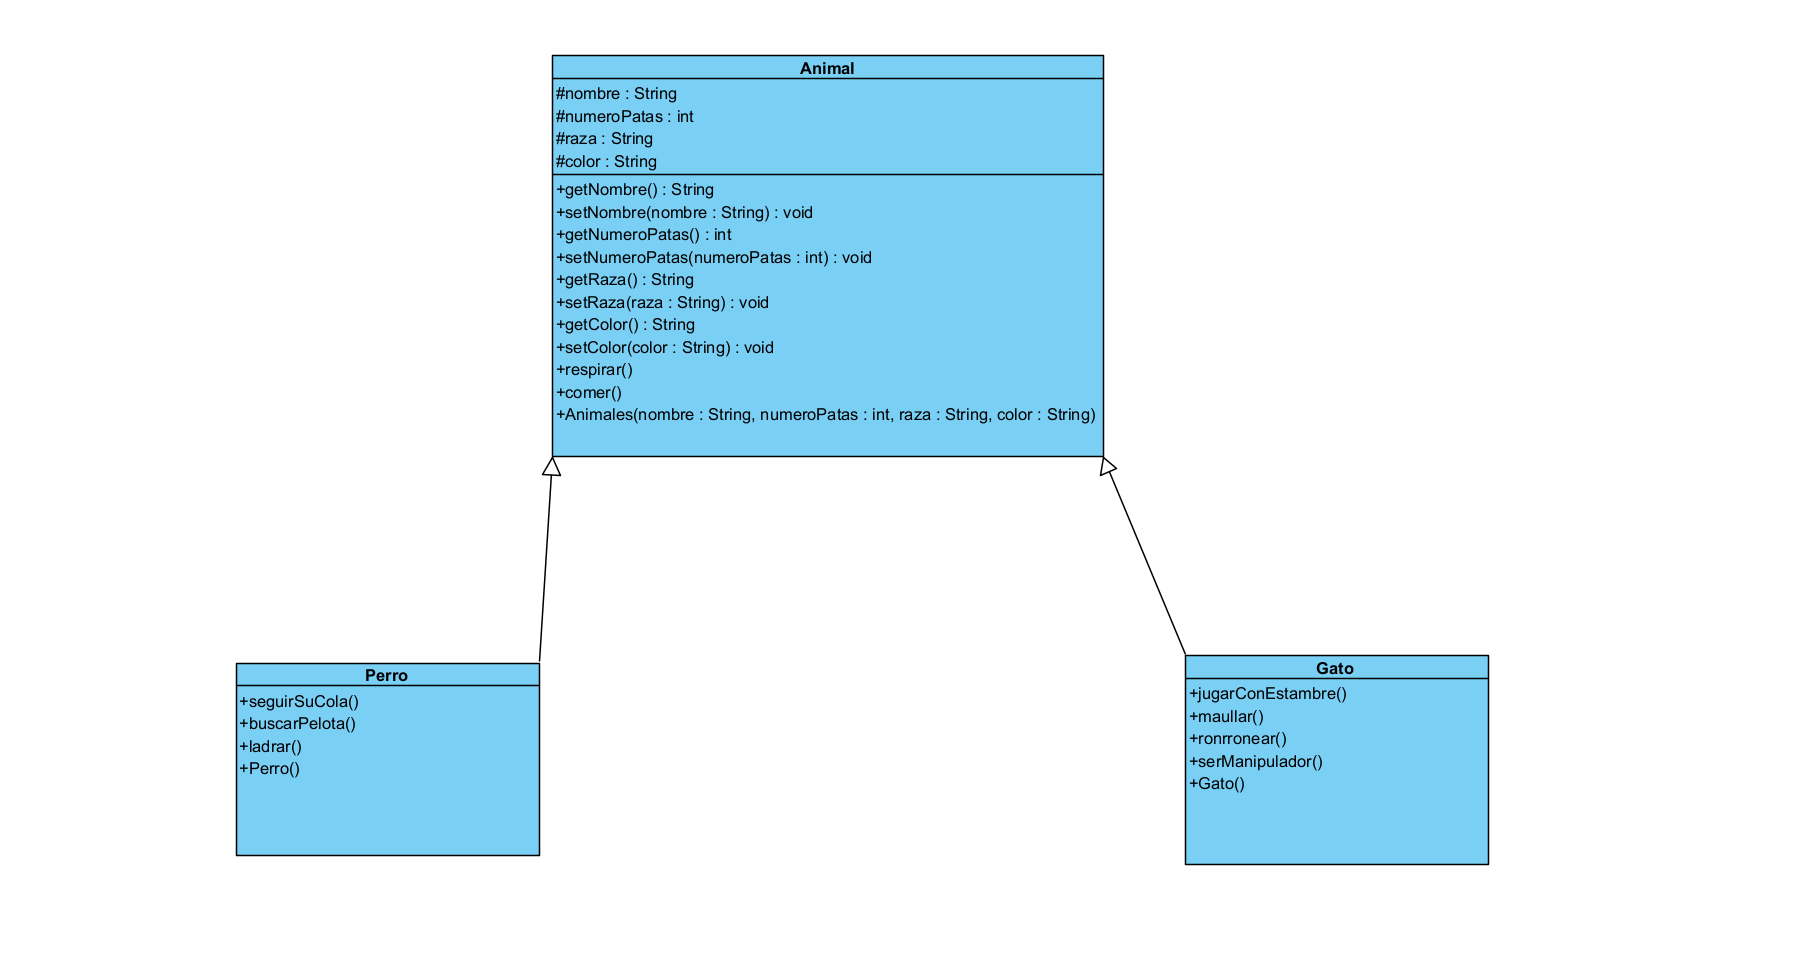 Animal
#nombre : String
#numeroPatas : int
#raza : String
#color : String
+getNombre() : String
+setNombre(nombre : String) : void
+getNumeroPatas() : int
+setNumeroPatas(numeroPatas : int) : void
+getRaza() : String
+setRaza(raza : String) : void
+getColor() : String
+setColor(color : String) : void
+respirar()
+comer()
+Animales(nombre : String, numeroPatas : int, raza : String, color : String)
Perro
+seguirSuCola()
+buscarPelota()
+ladrar()
+Perro()
Gato
+jugarConEstambre()
+maullar()
+ronrronear()
+serManipulador()
+Gato()